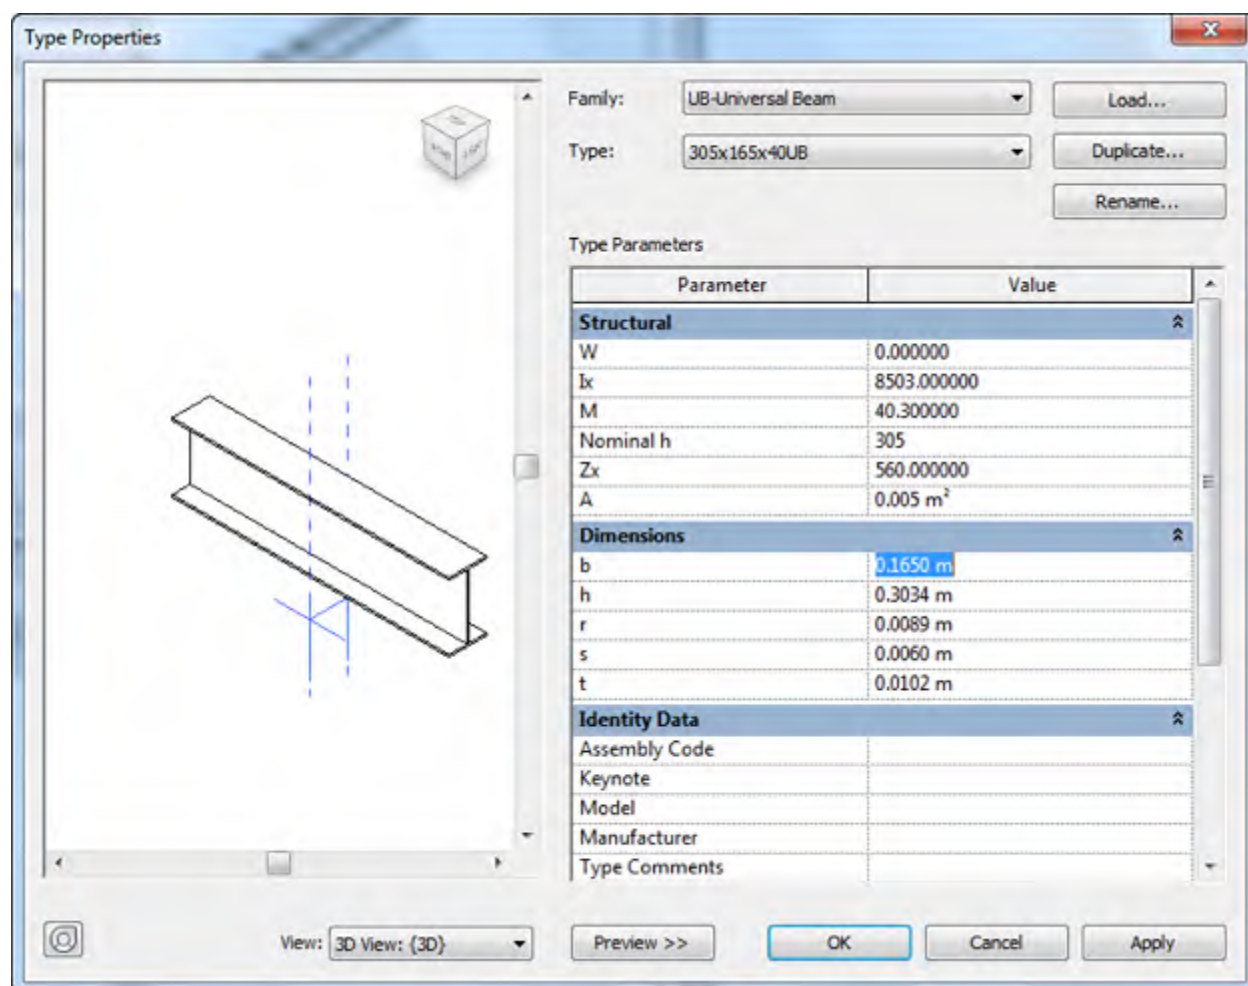 Type Properties
Family: UB-Universal Beam Load...
Type: 305x165x40UB Duplicate...
Rename...
Type Parameters
Parameter Value
Structural
W 0.000000
Ix 8503.000000
M 40.300000
Nominal h 305
Zx 560.000000
A 0.005 m²
Dimensions
b 0.1650 m
h 0.3034 m
r 0.0089 m
s 0.0060 m
t 0.0102 m
Identity Data
Assembly Code
Keynote
Model
Manufacturer
Type Comments
View: 3D View: {3D} Preview >> OK Cancel Apply